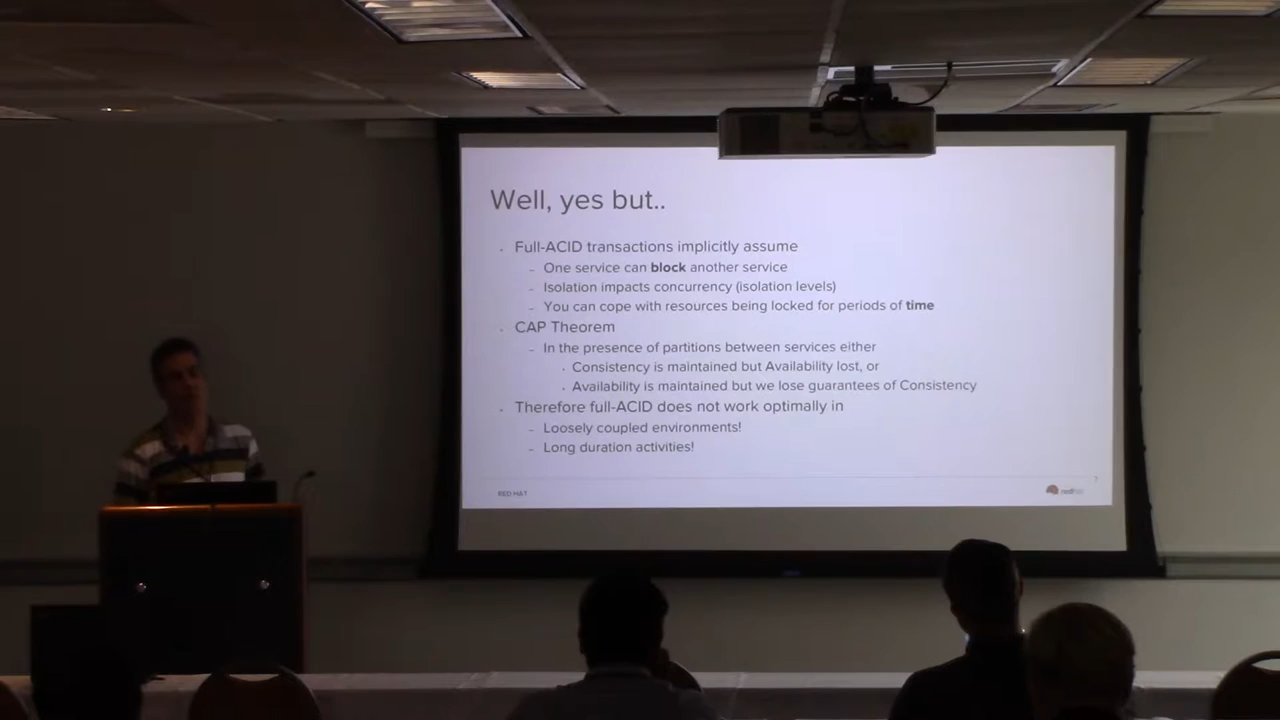 Well, yes but..
Full-ACID transactions implicitly assume
One service can block another service
Isolation impacts concurrency (isolation levels)
You can cope with resources being locked for periods of time
CAP Theorem
In the presence of partitions between services either
Consistency is maintained but Availability lost, or
Availability is maintained but we lose guarantees of Consistency
Therefore full-ACID does not work optimally in
Loosely coupled environments!
Long duration activities!
7
RED HAT
redhat